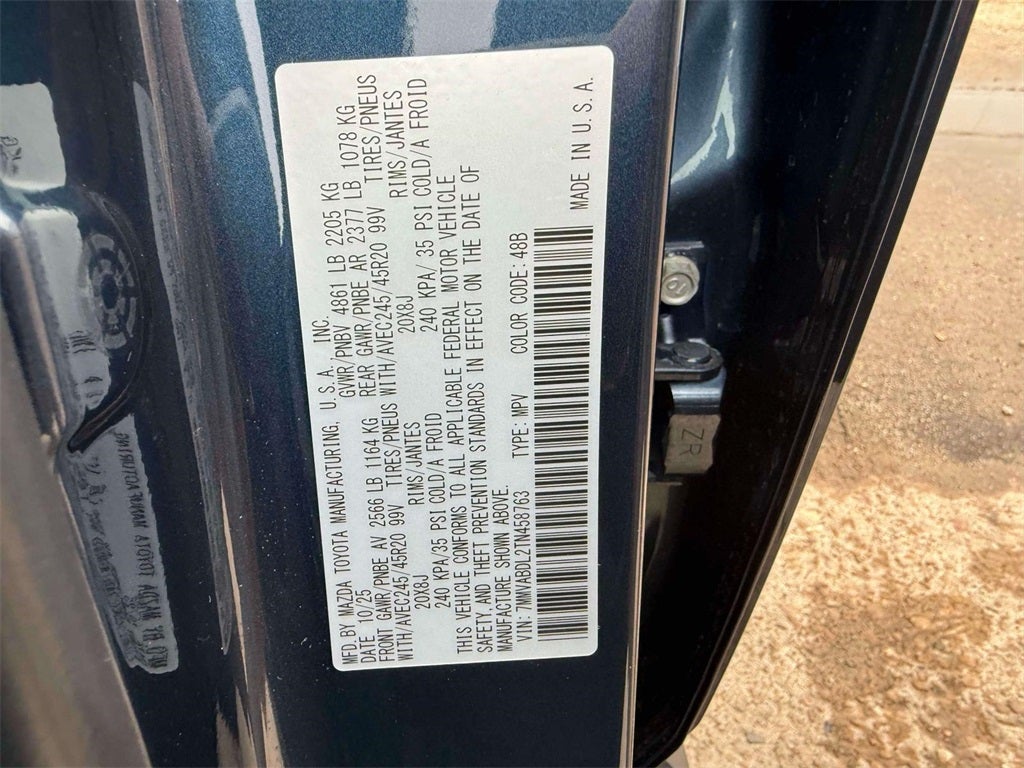 MFD. BY MAZDA TOYOTA MANUFACTURING, U. S. A., INC.
DATE 10/25 GVWR/PNBV 4861 LB 2205 KG
FRONT GAWR/PNBE AV 2566 LB 1164 KG REAR GAWR/PNBE AR 2377 LB 1078 KG
WITH/AVEC245/45R20 99V TIRES/PNEUS WITH/AVEC245/45R20 99V TIRES/PNEUS
20X8J RIMS/JANTES 20X8J RIMS/JANTES
240 KPA/35 PSI COLD/A FROID 240 KPA/ 35 PSI COLD/A FROID
THIS VEHICLE CONFORMS TO ALL APPLICABLE FEDERAL MOTOR VEHICLE
SAFETY, AND THEFT PREVENTION STANDARDS IN EFFECT ON THE DATE OF
MANUFACTURE SHOWN ABOVE.
VIN: 7MMVABDL2TN458763 TYPE: MPV COLOR CODE: 48B
MADE IN U. S. A.
ZR